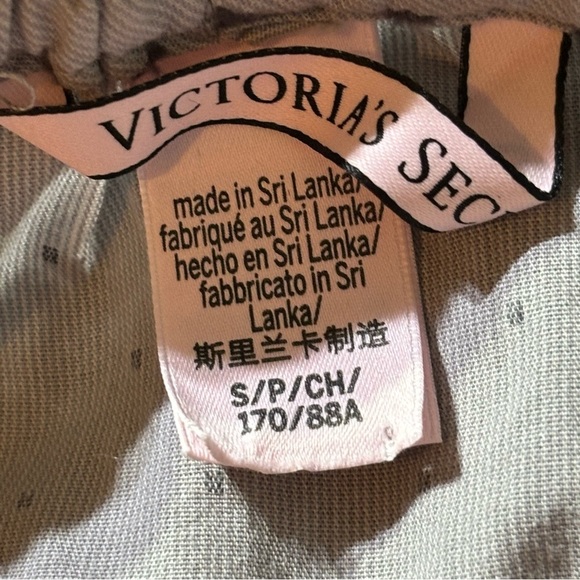 VICTORIA'S SEC
made in Sri Lanka/
fabriqué au Sri Lanka/
hecho en Sri Lanka/
fabbricato in Sri
Lanka/
斯里兰卡制造
S/P/CH/
170/88A